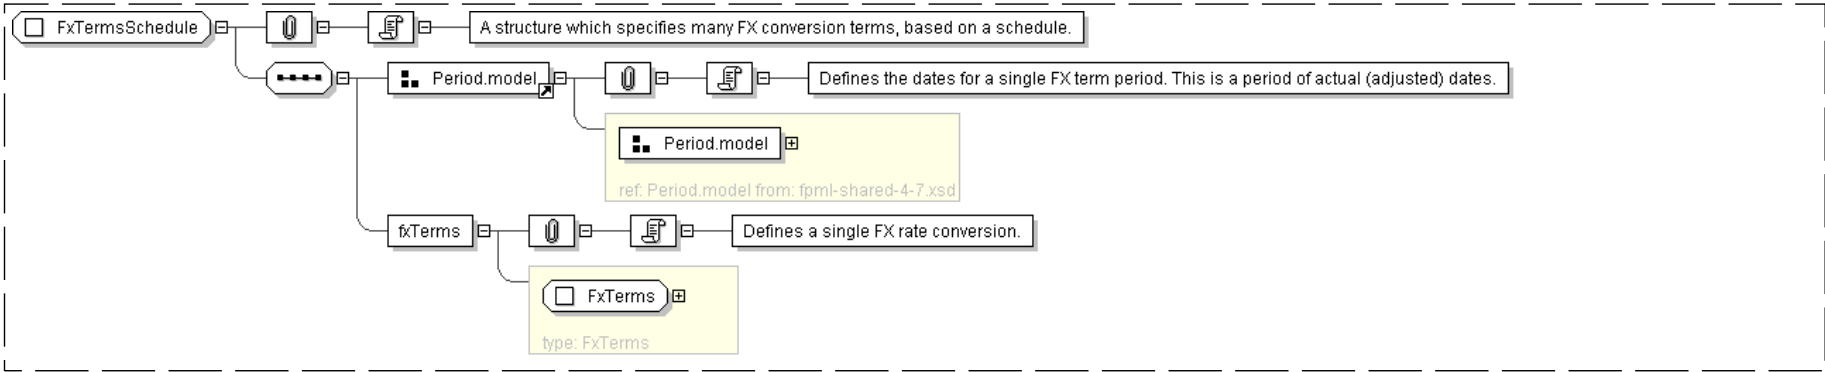 FxTermsSchedule
A structure which specifies many FX conversion terms, based on a schedule.
Period.model
Defines the dates for a single FX term period. This is a period of actual (adjusted) dates.
Period.model
ref: Period.model from: fpml-shared-4-7.xsd
fxTerms
Defines a single FX rate conversion.
FxTerms
type: FxTerms